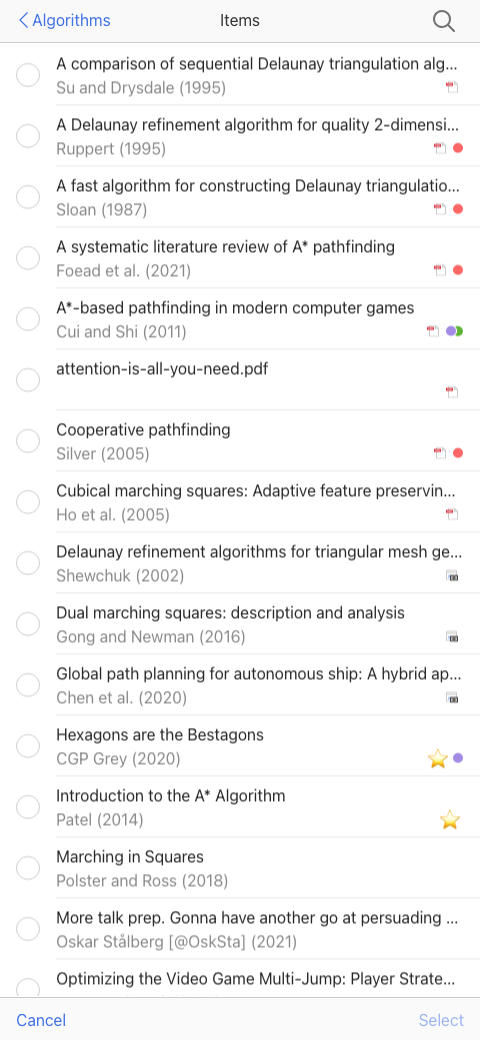 Algorithms
Items
A comparison of sequential Delaunay triangulation alg...
Su and Drysdale (1995)
A Delaunay refinement algorithm for quality 2-dimensi...
Ruppert (1995)
A fast algorithm for constructing Delaunay triangulatio...
Sloan (1987)
A systematic literature review of A* pathfinding
Foead et al. (2021)
A*-based pathfinding in modern computer games
Cui and Shi (2011)
attention-is-all-you-need.pdf
Cooperative pathfinding
Silver (2005)
Cubical marching squares: Adaptive feature preservin...
Ho et al. (2005)
Delaunay refinement algorithms for triangular mesh ge...
Shewchuk (2002)
Dual marching squares: description and analysis
Gong and Newman (2016)
Global path planning for autonomous ship: A hybrid ap...
Chen et al. (2020)
Hexagons are the Bestagons
CGP Grey (2020)
Introduction to the A* Algorithm
Patel (2014)
Marching in Squares
Polster and Ross (2018)
More talk prep. Gonna have another go at persuading ...
Oskar Stålberg [@OskSta] (2021)
Optimizing the Video Game Multi-Jump: Player Strate...
Cancel
Select